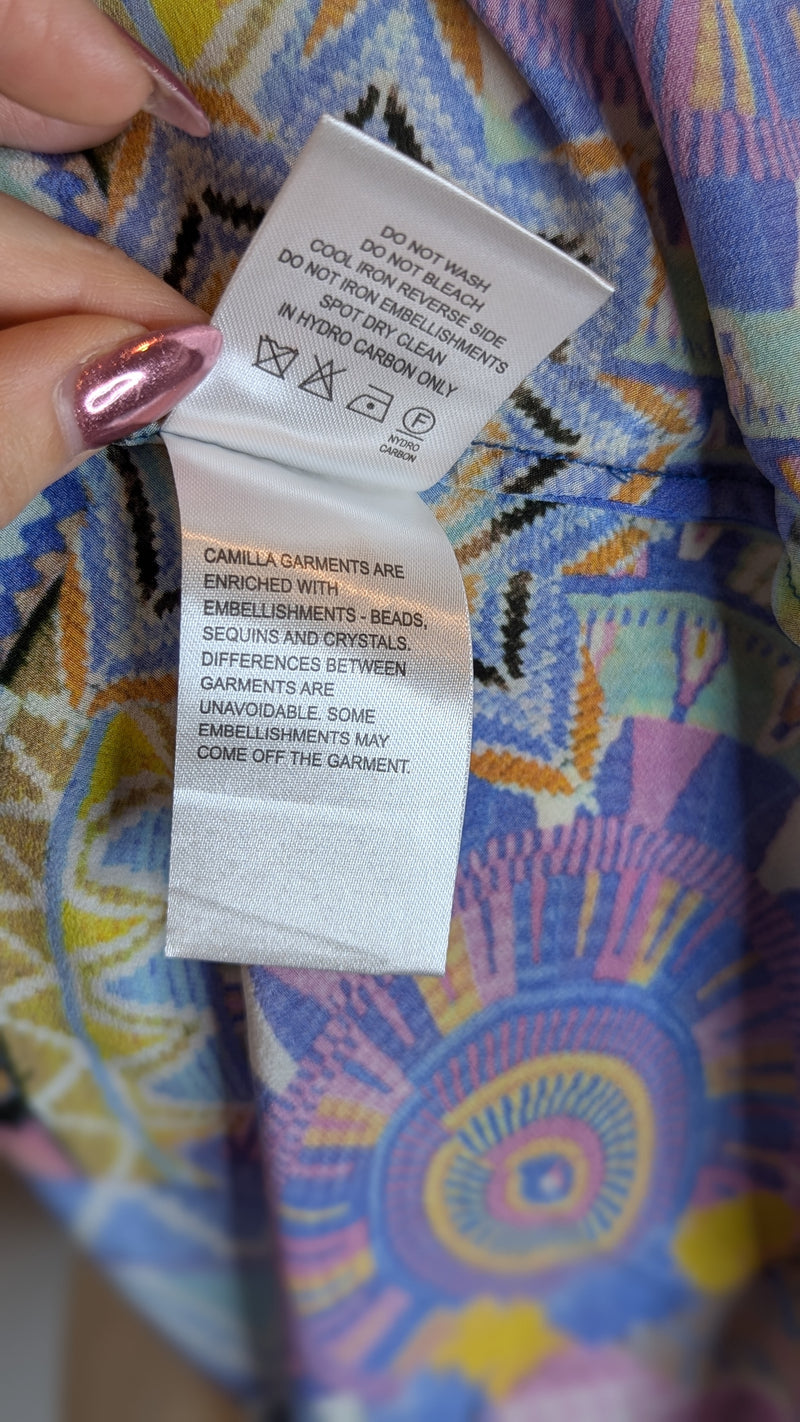 DO NOT WASH
DO NOT BLEACH
COOL IRON REVERSE SIDE
DO NOT IRON EMBELLISHMENTS
SPOT DRY CLEAN
IN HYDRO CARBON ONLY
F
NYDRO
CARBON
CAMILLA GARMENTS ARE
ENRICHED WITH
EMBELLISHMENTS - BEADS,
SEQUINS AND CRYSTALS.
DIFFERENCES BETWEEN
GARMENTS ARE
UNAVOIDABLE. SOME
EMBELLISHMENTS MAY
COME OFF THE GARMENT.